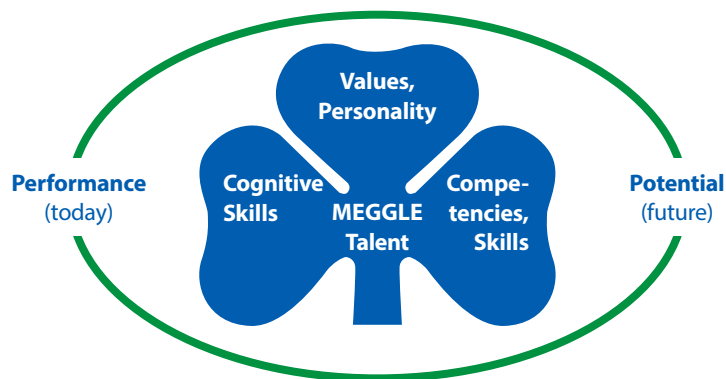 Values,
Personality
Performance
(today)
Cognitive
Skills
MEGGLE
Talent
Compe-
tencies,
Skills
Potential
(future)